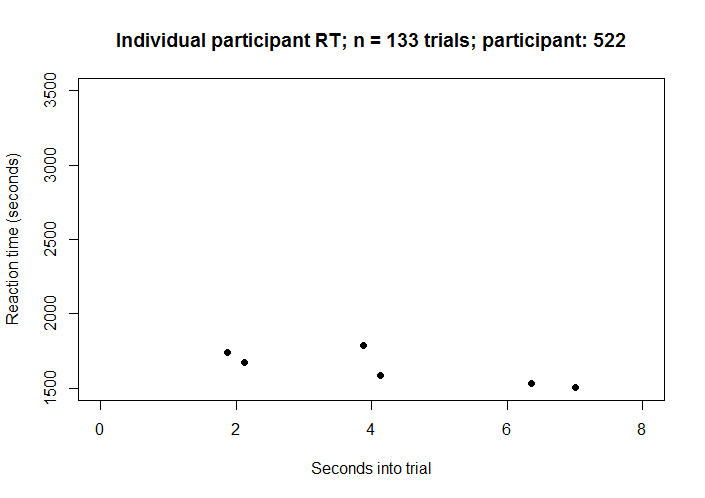 Individual participant RT; n = 133 trials; participant: 522
Reaction time (seconds)
3500
3000
2500
2000
1500
0 2 4 6 8
Seconds into trial